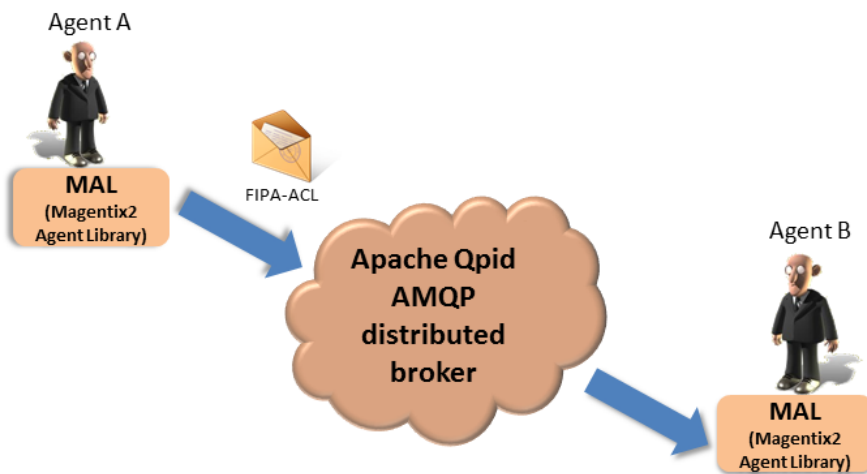 Agent A
MAL
(Magentix2
Agent Library)
FIPA-ACL
Apache Qpid
AMQP
distributed
broker
Agent B
MAL
(Magentix2
Agent Library)